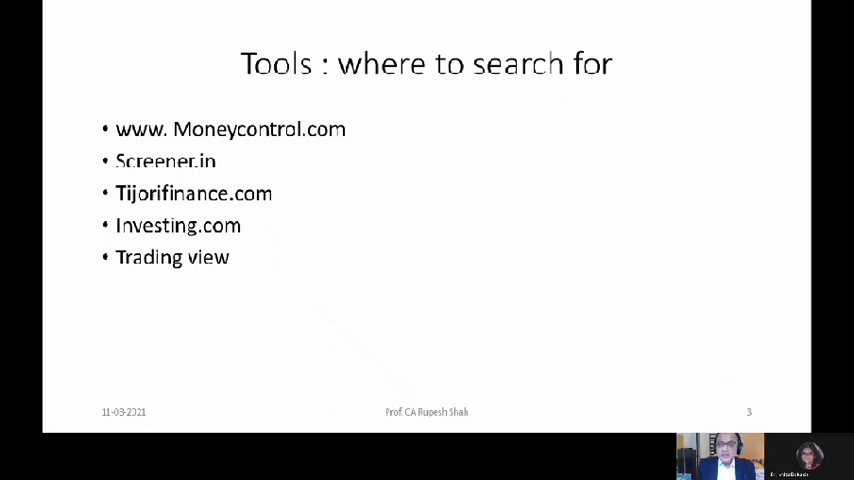 Tools : where to search for
• www. Moneycontrol.com
• Screener.in
• Tijorifinance.com
• Investing.com
• Trading view
11-03-2021
Prof. CA Rupesh Shah
3